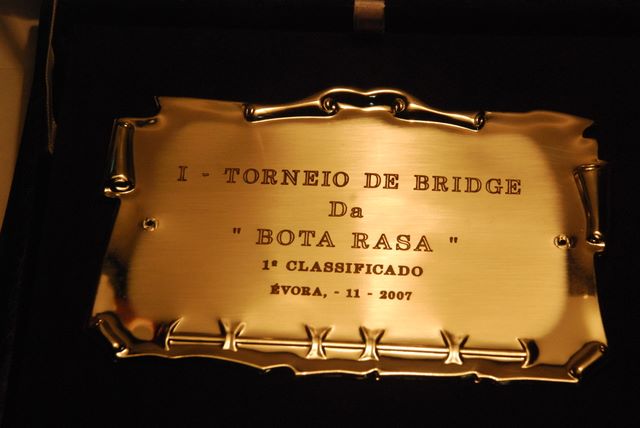 I - TORNEIO DE BRIDGE
Da
" BOTA RASA "
1º CLASSIFICADO
ÉVORA, - 11 - 2007